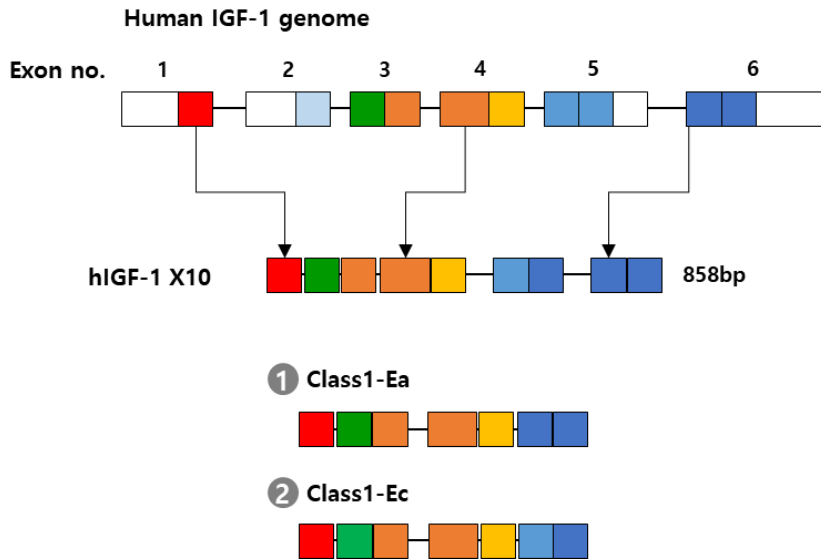 Human IGF-1 genome
Exon no. 1 2 3 4 5 6
hIGF-1 X10 858bp
1 Class1-Ea
2 Class1-Ec